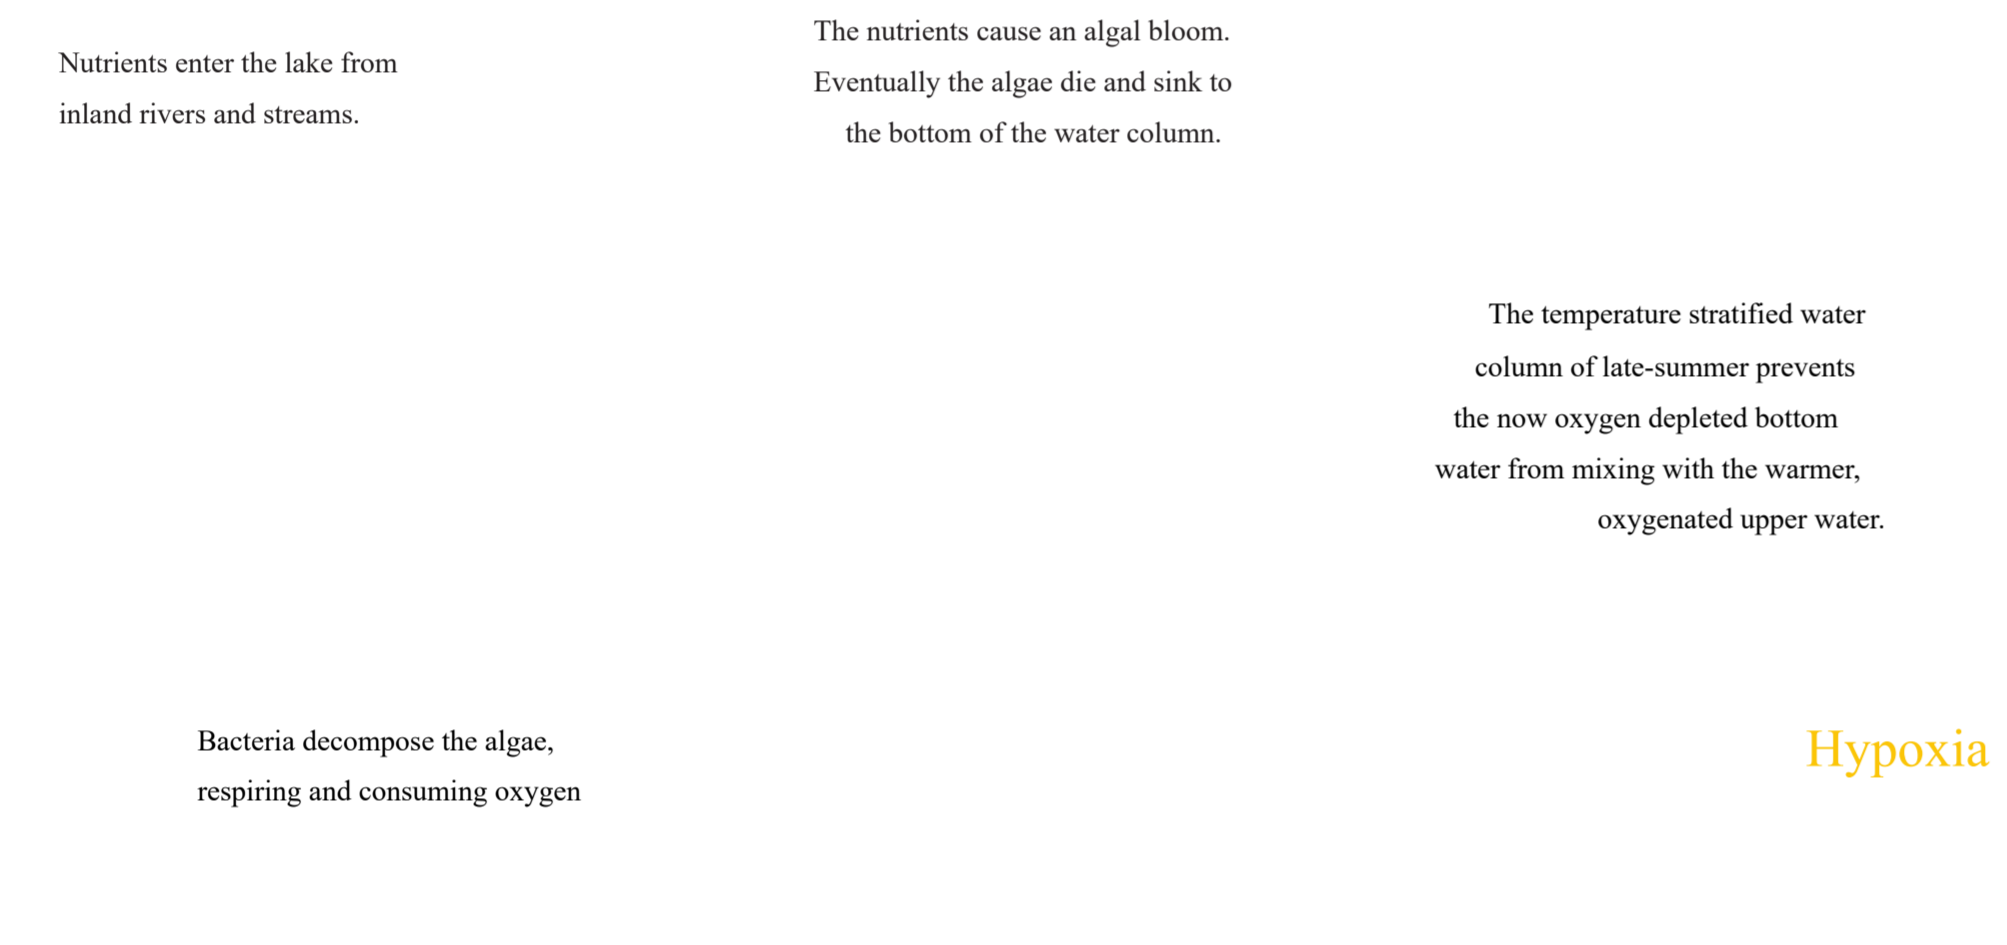 Nutrients enter the lake from
inland rivers and streams.
The nutrients cause an algal bloom.
Eventually the algae die and sink to
the bottom of the water column.
The temperature stratified water
column of late-summer prevents
the now oxygen depleted bottom
water from mixing with the warmer,
oxygenated upper water.
Bacteria decompose the algae,
respiring and consuming oxygen
Hypoxia